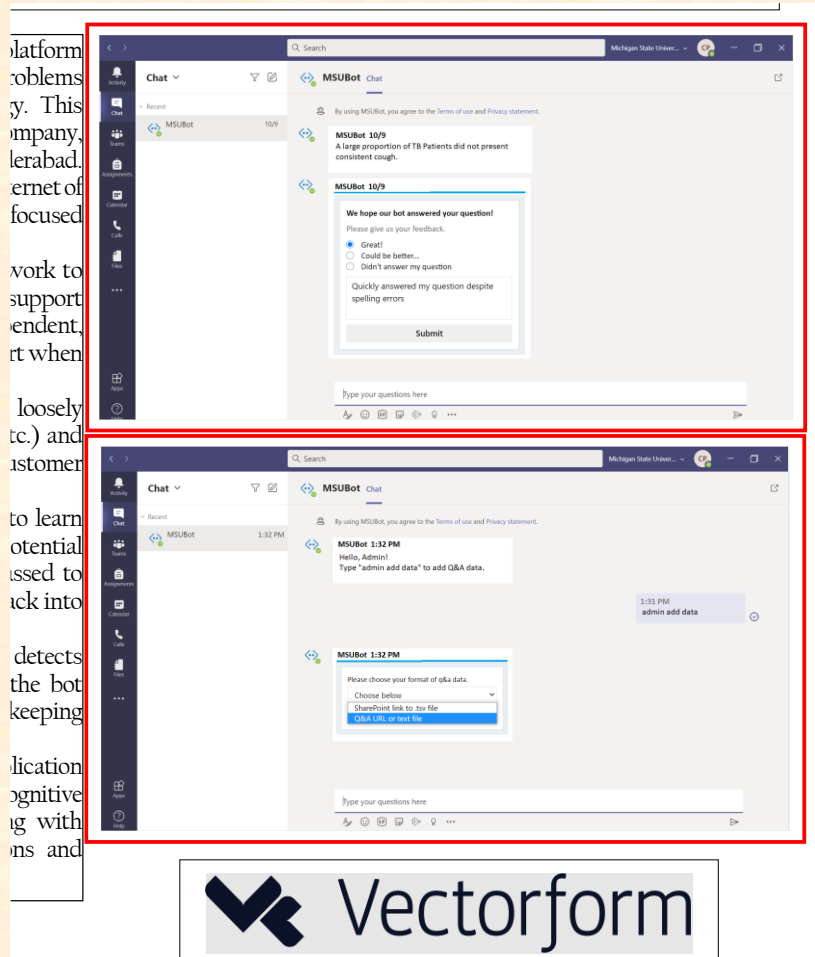 platform
roblems
gy. This
ompany,
derabad.
ternet of
focused
work to
support
pendent,
rt when
loosely
tc.) and
ustomer
to learn
otential
ussed to
ack into
detects
the bot
keeping
lication
ognitive
ng with
ons and
Search
Michigan State Univer...
CP
Activity
Chat
Teams
Assignments
Calendar
Calls
Files
Apps
Help
Chat
Recent
MSUBot 10/9
MSUBot Chat
By using MSUBot, you agree to the Terms of use and Privacy statement.
MSUBot 10/9
A large proportion of TB Patients did not present
consistent cough.
MSUBot 10/9
We hope our bot answered your question!
Please give us your feedback.
Great!
Could be better...
Didn't answer my question
Quickly answered my question despite
spelling errors
Submit
Type your questions here
Search
Michigan State Univer...
CP
Activity
Chat
Teams
Assignments
Calendar
Calls
Files
Apps
Help
Chat
Recent
MSUBot 1:32 PM
MSUBot Chat
By using MSUBot, you agree to the Terms of use and Privacy statement.
MSUBot 1:32 PM
Hello, Admin!
Type "admin add data" to add Q&A data.
1:31 PM
admin add data
MSUBot 1:32 PM
Please choose your format of q&a data.
Choose below
SharePoint link to .tsv file
Q&A URL or text file
Type your questions here
Vectorform